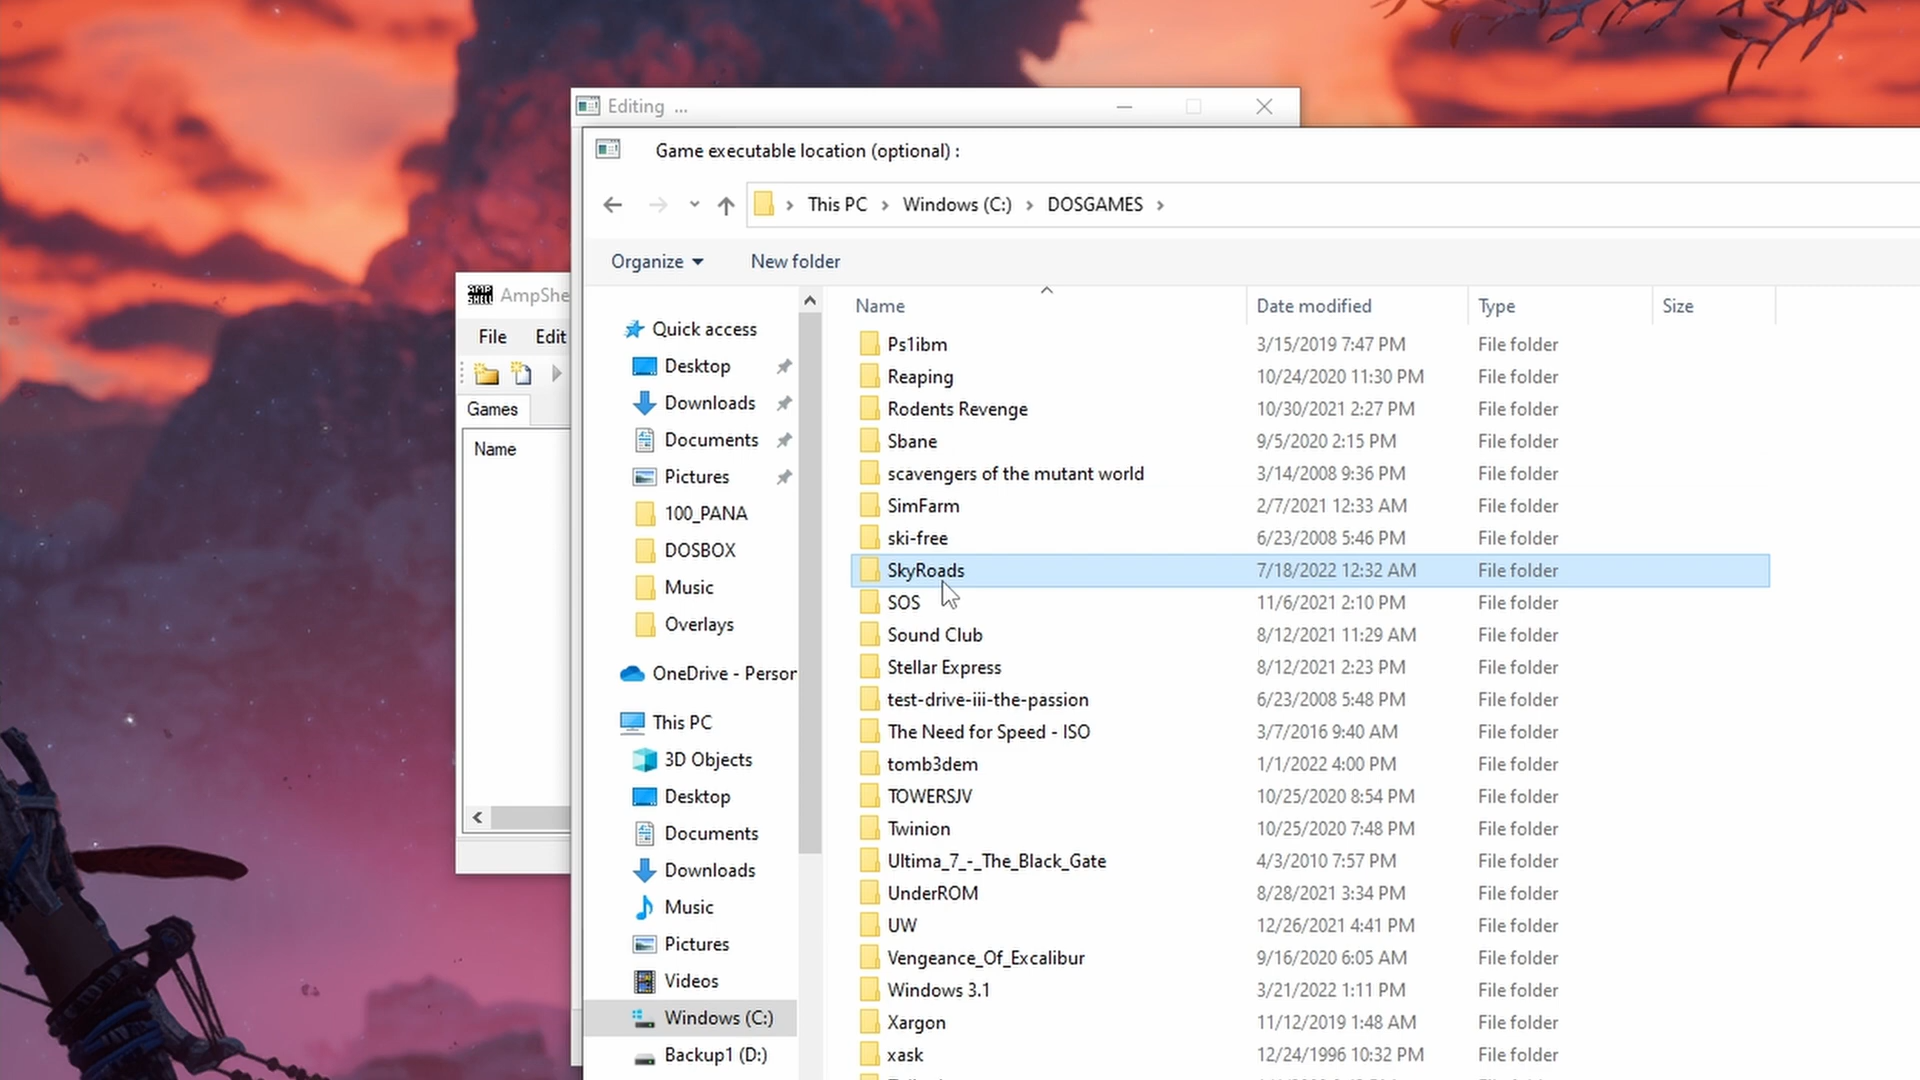 Editing ...
Game executable location (optional) :
This PC > Windows (C:) > DOSGAMES >
Organize
New folder
AMP SHELL
AmpShe
File
Edit
Games
Name
Quick access
Desktop
Downloads
Documents
Pictures
100_PANA
DOSBOX
Music
Overlays
OneDrive - Person
This PC
3D Objects
Desktop
Documents
Downloads
Music
Pictures
Videos
Windows (C:)
Backup1 (D:)
Name Date modified Type Size
Ps1ibm 3/15/2019 7:47 PM File folder
Reaping 10/24/2020 11:30 PM File folder
Rodents Revenge 10/30/2021 2:27 PM File folder
Sbane 9/5/2020 2:15 PM File folder
scavengers of the mutant world 3/14/2008 9:36 PM File folder
SimFarm 2/7/2021 12:33 AM File folder
ski-free 6/23/2008 5:46 PM File folder
SkyRoads 7/18/2022 12:32 AM File folder
SOS 11/6/2021 2:10 PM File folder
Sound Club 8/12/2021 11:29 AM File folder
Stellar Express 8/12/2021 2:23 PM File folder
test-drive-iii-the-passion 6/23/2008 5:48 PM File folder
The Need for Speed - ISO 3/7/2016 9:40 AM File folder
tomb3dem 1/1/2022 4:00 PM File folder
TOWERSJV 10/25/2020 8:54 PM File folder
Twinion 10/25/2020 7:48 PM File folder
Ultima_7_-_The_Black_Gate 4/3/2010 7:57 PM File folder
UnderROM 8/28/2021 3:34 PM File folder
UW 12/26/2021 4:41 PM File folder
Vengeance_Of_Excalibur 9/16/2020 6:05 AM File folder
Windows 3.1 3/21/2022 1:11 PM File folder
Xargon 11/12/2019 1:48 AM File folder
xask 12/24/1996 10:32 PM File folder